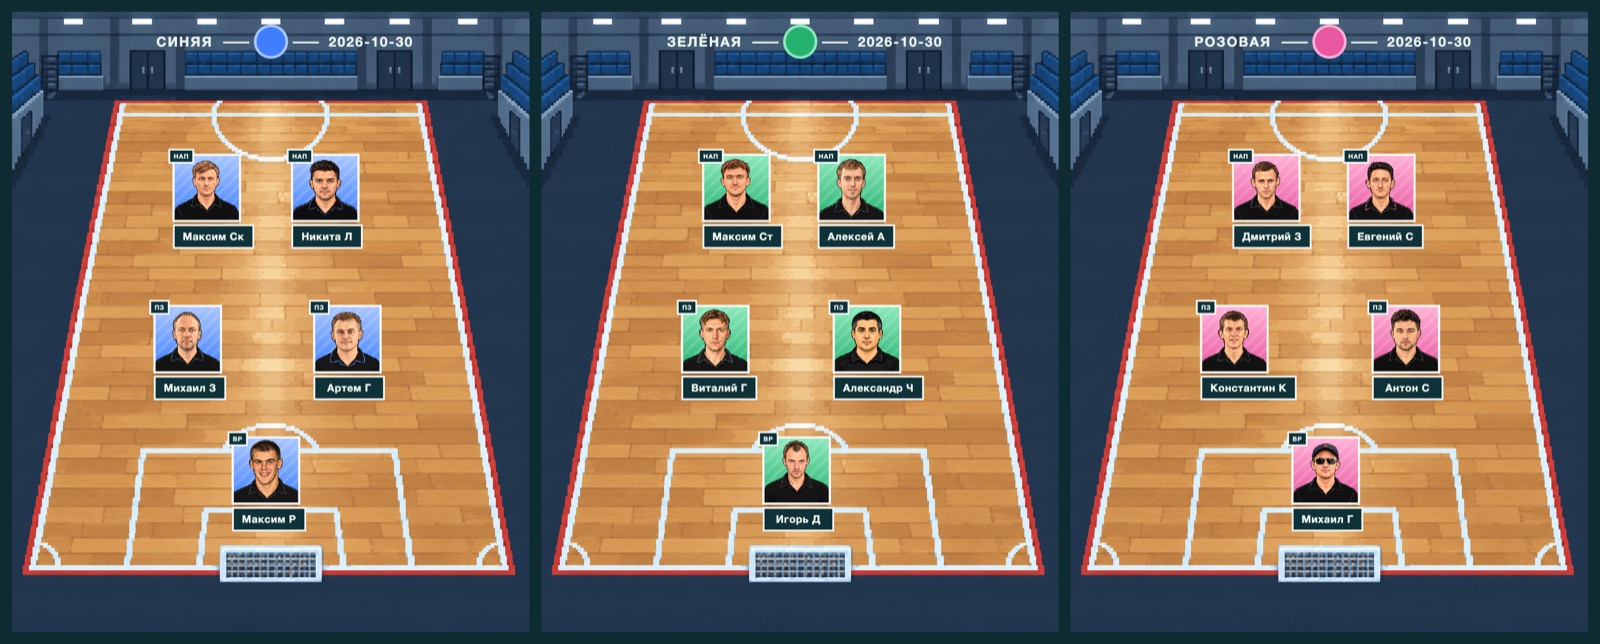 СИНЯЯ 2026-10-30
НАП НАП
Максим Ск Никита Л
ПЗ ПЗ
Михаил З Артем Г
ВР
Максим Р
ЗЕЛЁНАЯ 2026-10-30
НАП НАП
Максим Ст Алексей А
ПЗ ПЗ
Виталий Г Александр Ч
ВР
Игорь Д
РОЗОВАЯ 2026-10-30
НАП НАП
Дмитрий З Евгений С
ПЗ ПЗ
Константин К Антон С
ВР
Михаил Г